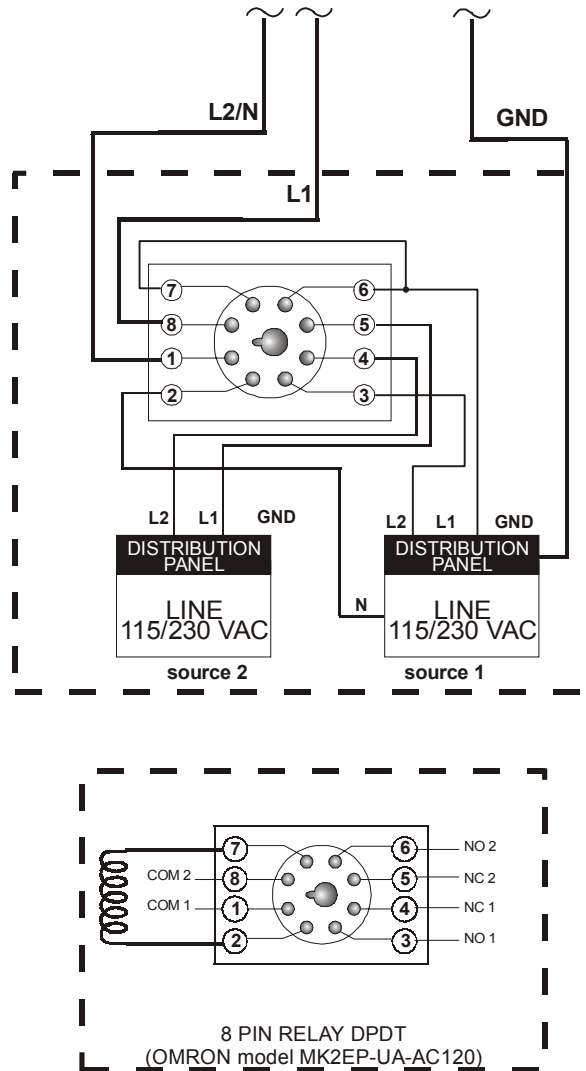 L2/N
GND
L1
7
6
8
5
1
4
2
3
L2 L1 GND
L2 L1 GND
DISTRIBUTION
PANEL
DISTRIBUTION
PANEL
LINE
115/230 VAC
N
LINE
115/230 VAC
source 2
source 1
7
6 NO 2
COM 2 8
5 NC 2
COM 1 1
4 NC 1
2
3 NO 1
8 PIN RELAY DPDT
(OMRON model MK2EP-UA-AC120)